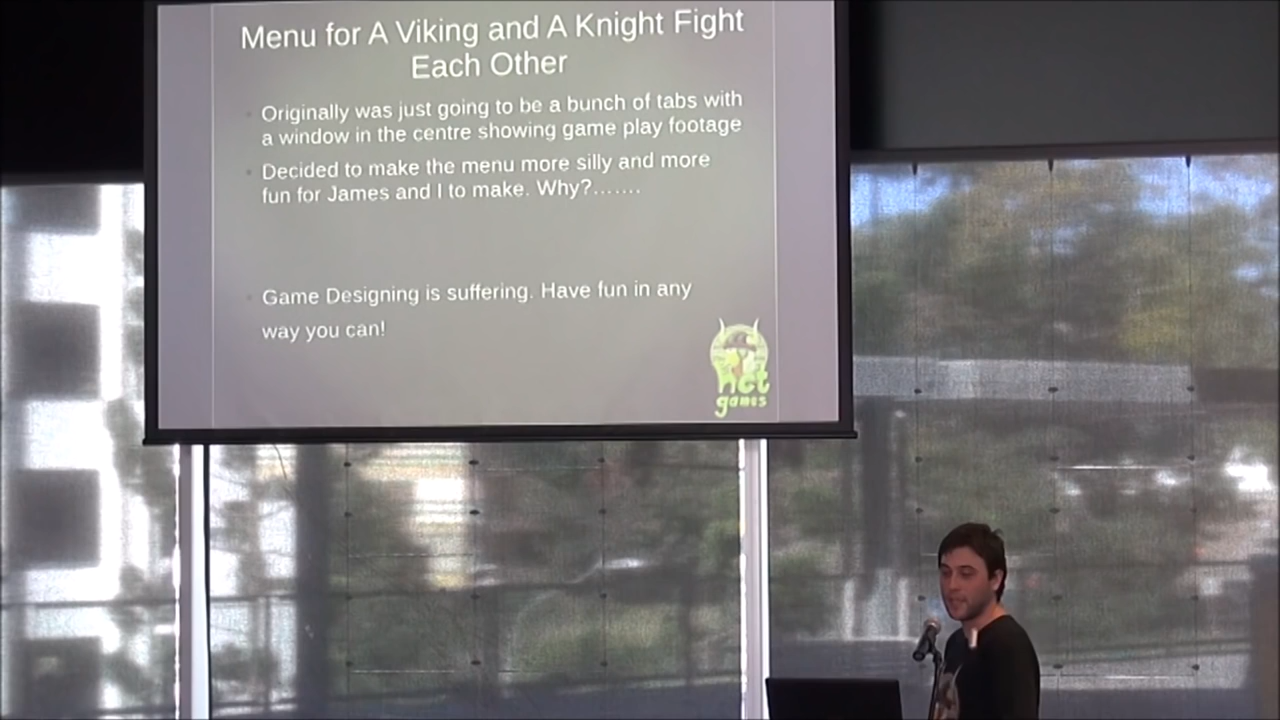 Menu for A Viking and A Knight Fight
Each Other
Originally was just going to be a bunch of tabs with
a window in the centre showing game play footage
Decided to make the menu more silly and more
fun for James and I to make. Why?…….
Game Designing is suffering. Have fun in any
way you can!
hct
games